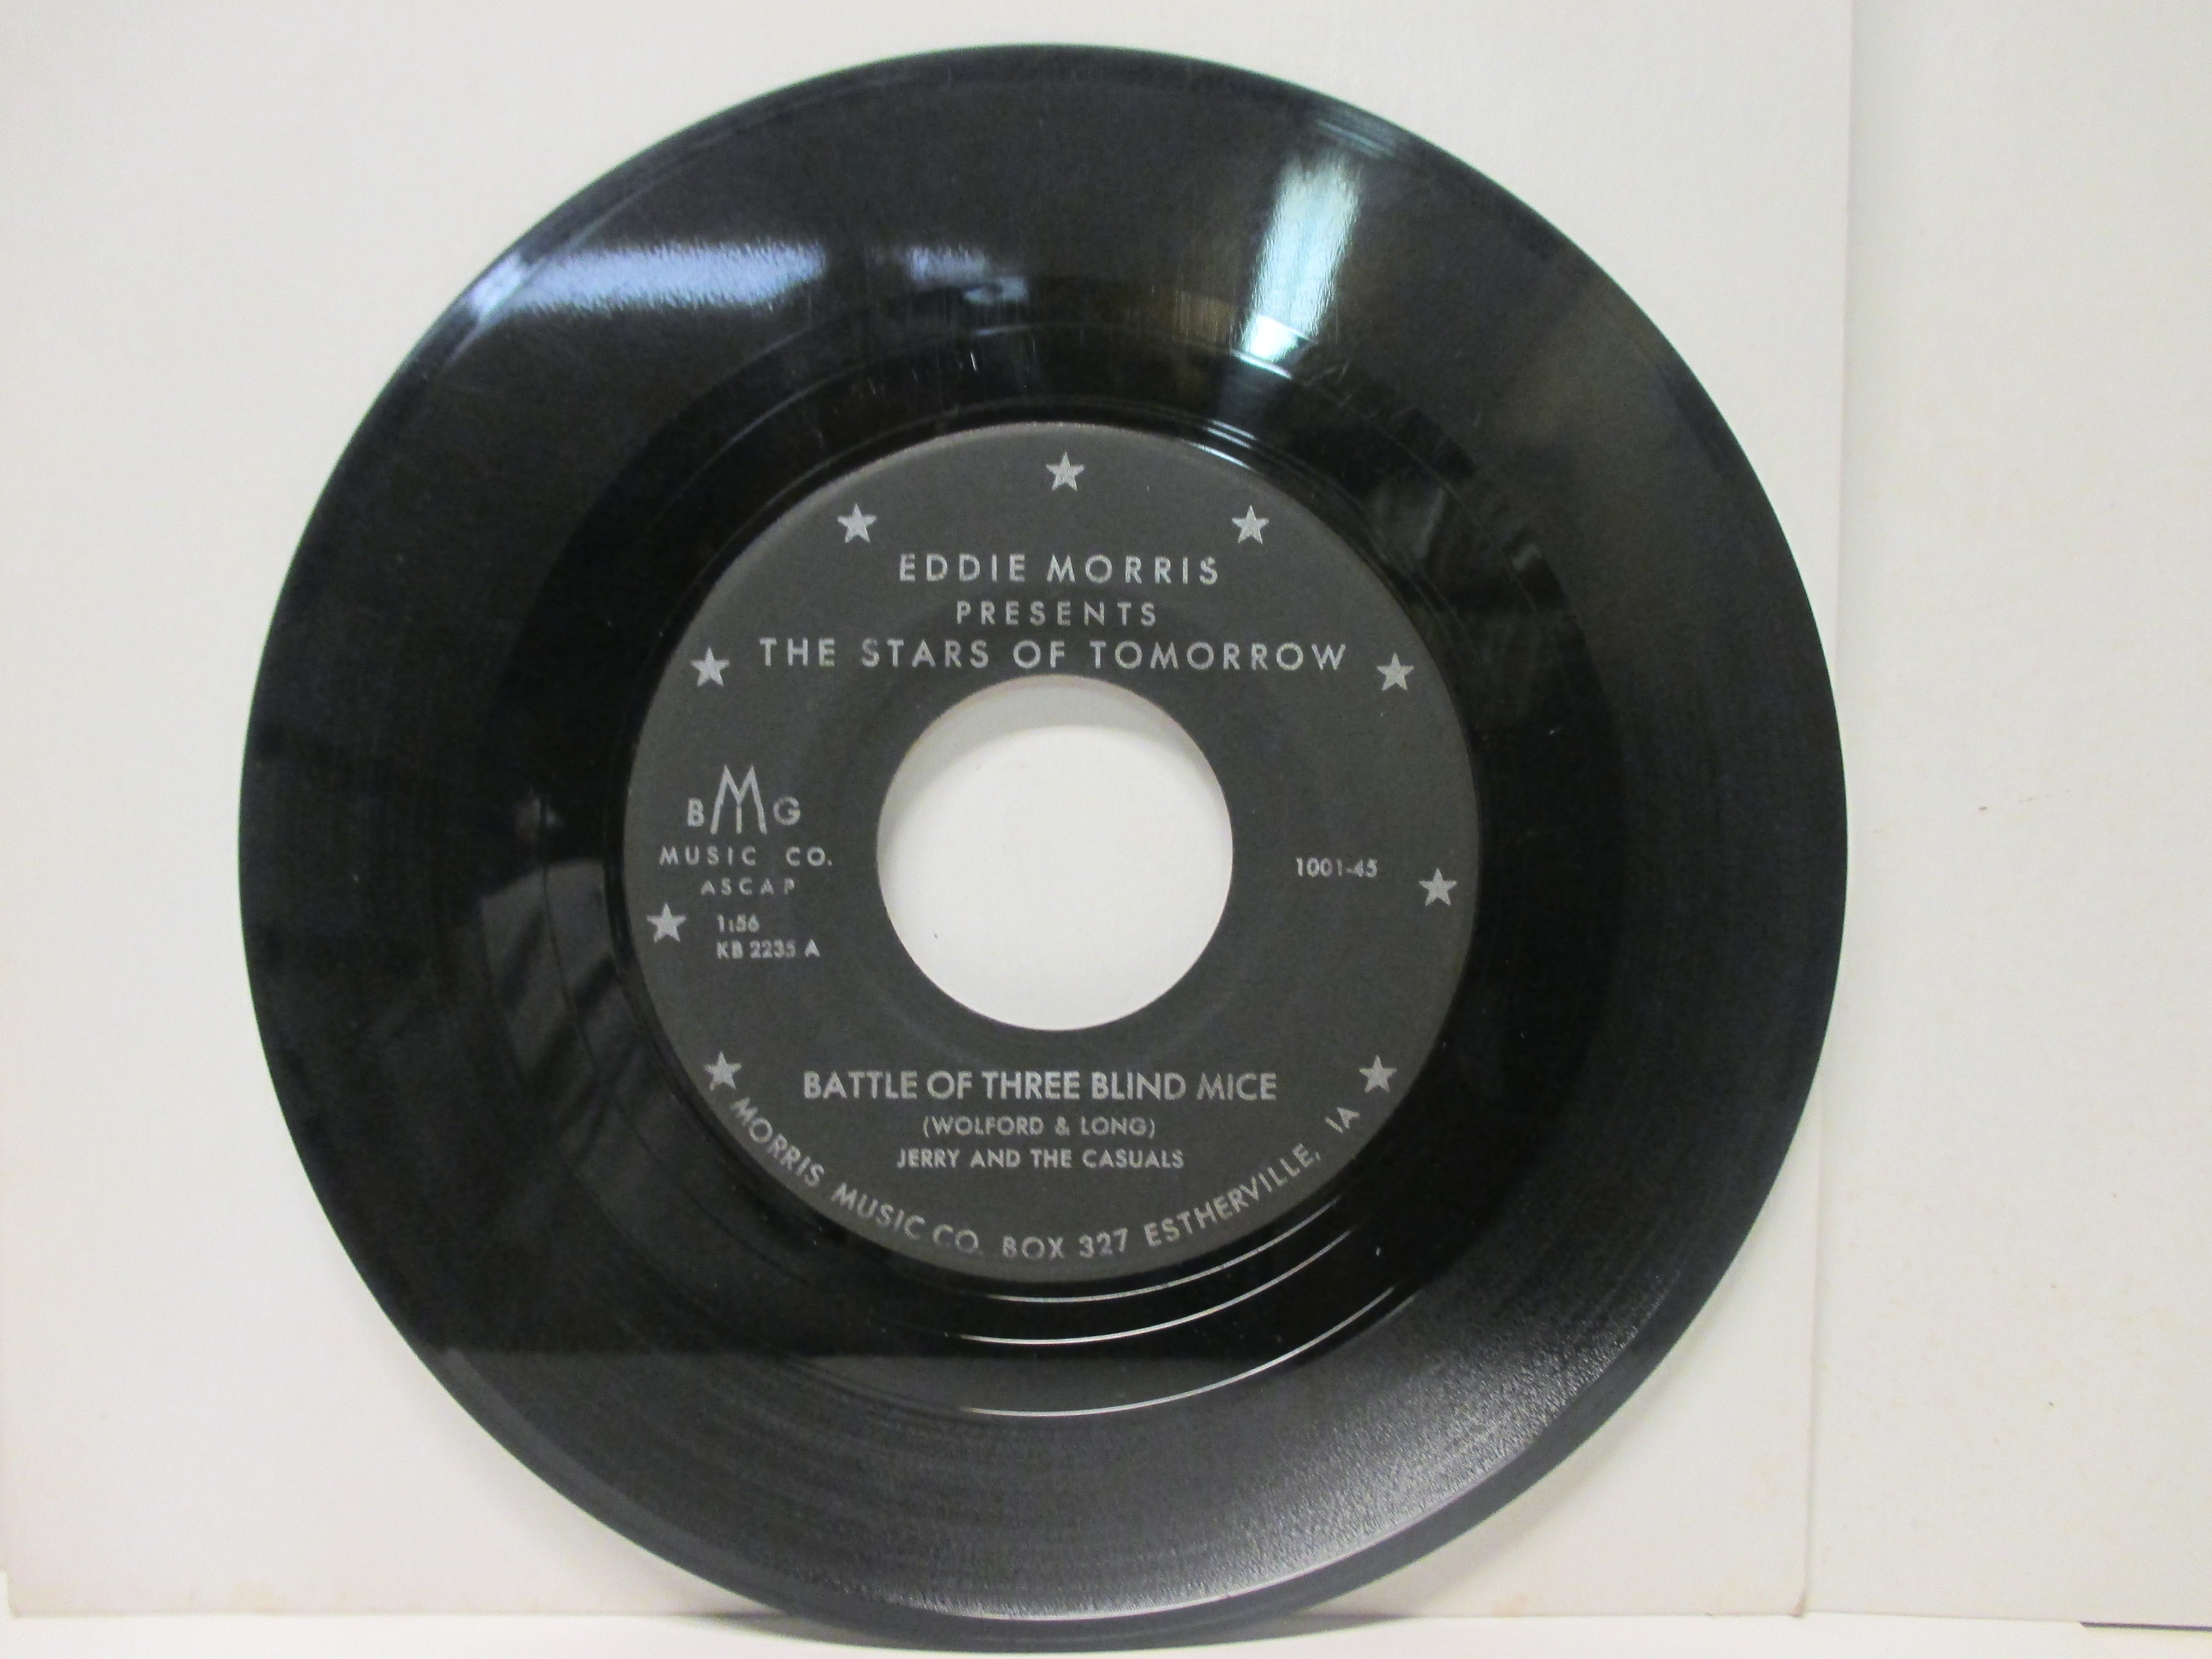 EDDIE MORRIS
PRESENTS
THE STARS OF TOMORROW
BMG
MUSIC CO.
ASCAP
1:56
KB 2235 A
1001-45
BATTLE OF THREE BLIND MICE
(WOLFORD & LONG)
JERRY AND THE CASUALS
MORRIS MUSIC CO. BOX 327 ESTHERVILLE, IA